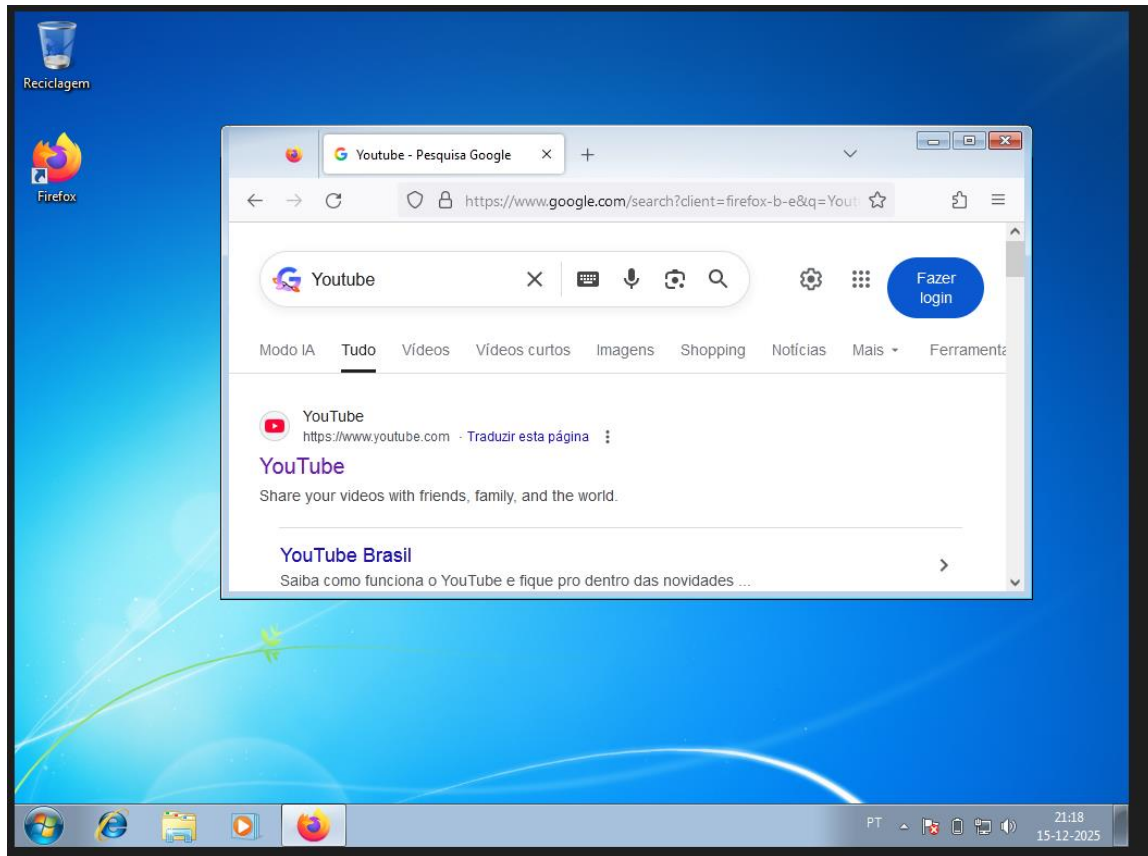 Reciclagem
Firefox
Youtube - Pesquisa Google
https://www.google.com/search?client=firefox-b-e&q=Yout
Youtube
Fazer
login
Modo IA Tudo Vídeos Vídeos curtos Imagens Shopping Notícias Mais Ferramenta
YouTube
https://www.youtube.com · Traduzir esta página
YouTube
Share your videos with friends, family, and the world.
YouTube Brasil
Saiba como funciona o YouTube e fique pro dentro das novidades ...
PT
21:18
15-12-2025